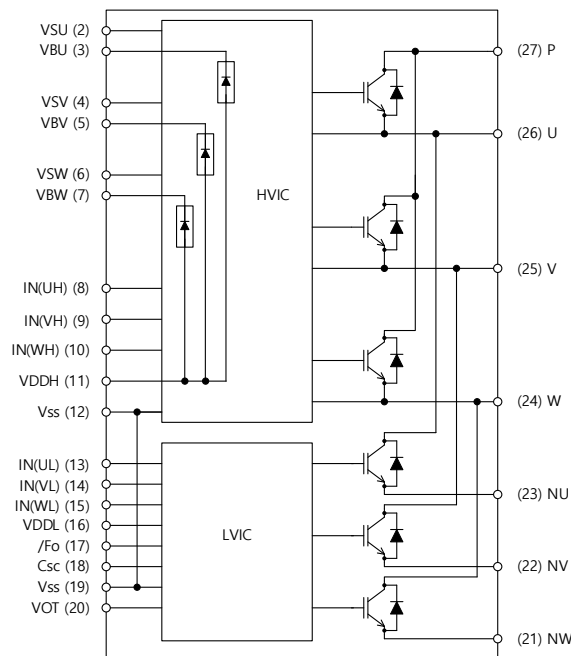 VSU (2)
VBU (3)
VSV (4)
VBV (5)
VSW (6)
VBW (7)
IN(UH) (8)
IN(VH) (9)
IN(WH) (10)
VDDH (11)
Vss (12)
IN(UL) (13)
IN(VL) (14)
IN(WL) (15)
VDDL (16)
/Fo (17)
Csc (18)
Vss (19)
VOT (20)
HVIC
LVIC
(27) P
(26) U
(25) V
(24) W
(23) NU
(22) NV
(21) NW